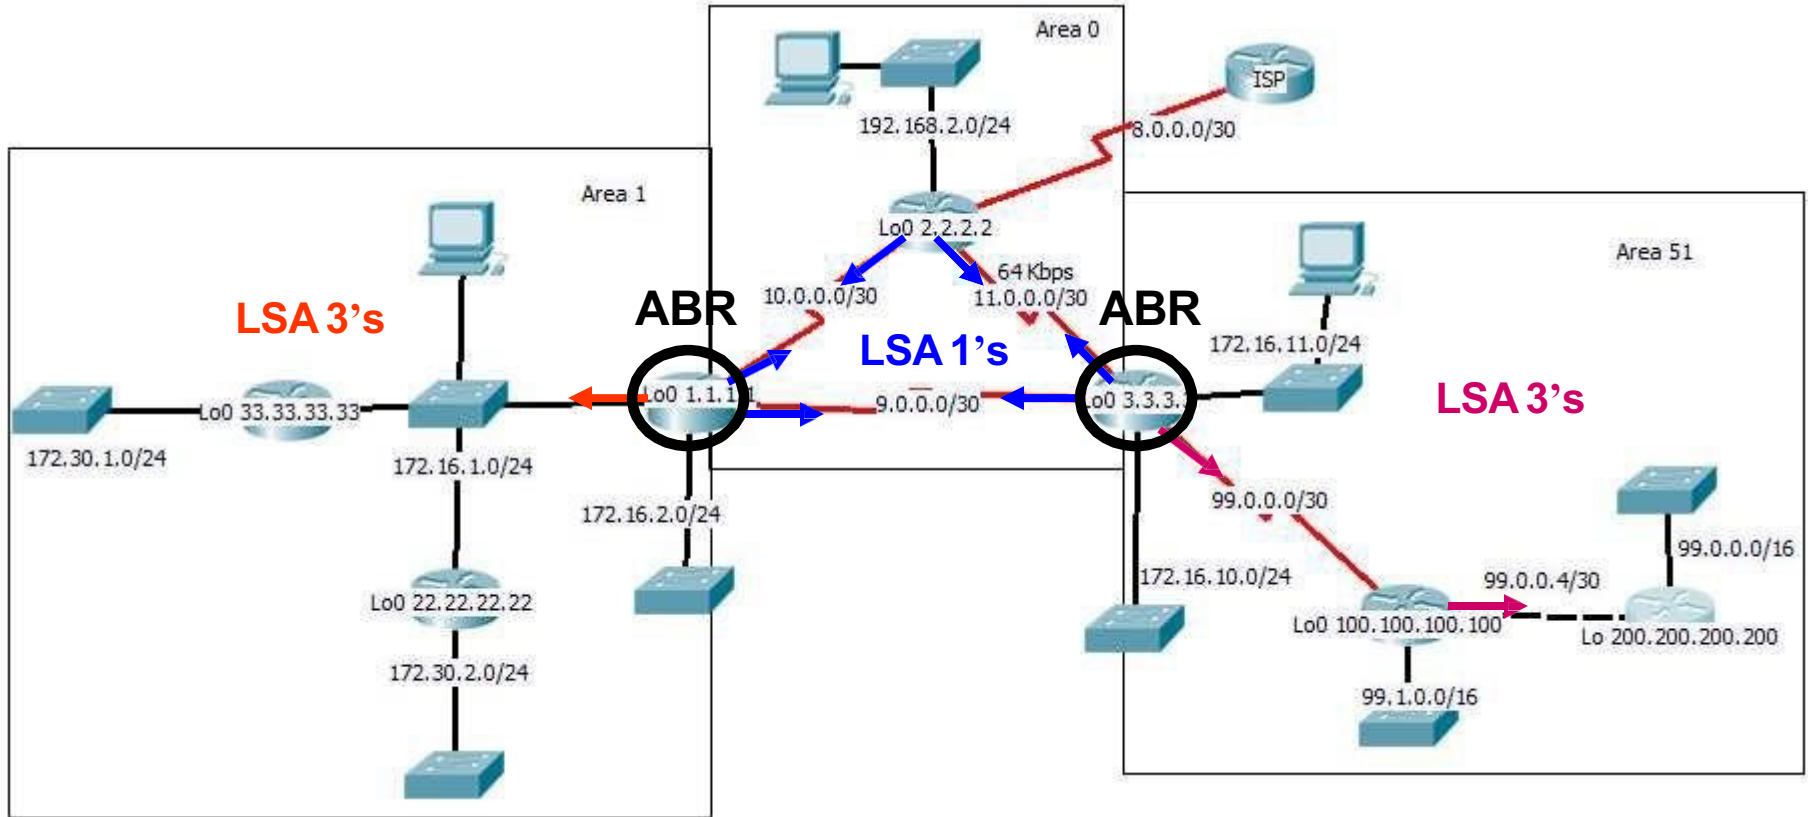 Area 0
ISP
192.168.2.0/24
8.0.0.0/30
Area 1
Lo0 2.2.2.2
Area 51
64 Kbps
10.0.0.0/30
11.0.0.0/30
LSA 3's
ABR
ABR
LSA 1's
172.16.11.0/24
Lo0 1.1.1.1
9.0.0.0/30
Lo0 3.3.3.
LSA 3's
Lo0 33.33.33.33
172.30.1.0/24
172.16.1.0/24
172.16.2.0/24
99.0.0.0/30
99.0.0.0/16
172.16.10.0/24
99.0.0.4/30
Lo0 22.22.22.22
Lo0 100.100.100.100
Lo 200.200.200.200
172.30.2.0/24
99.1.0.0/16